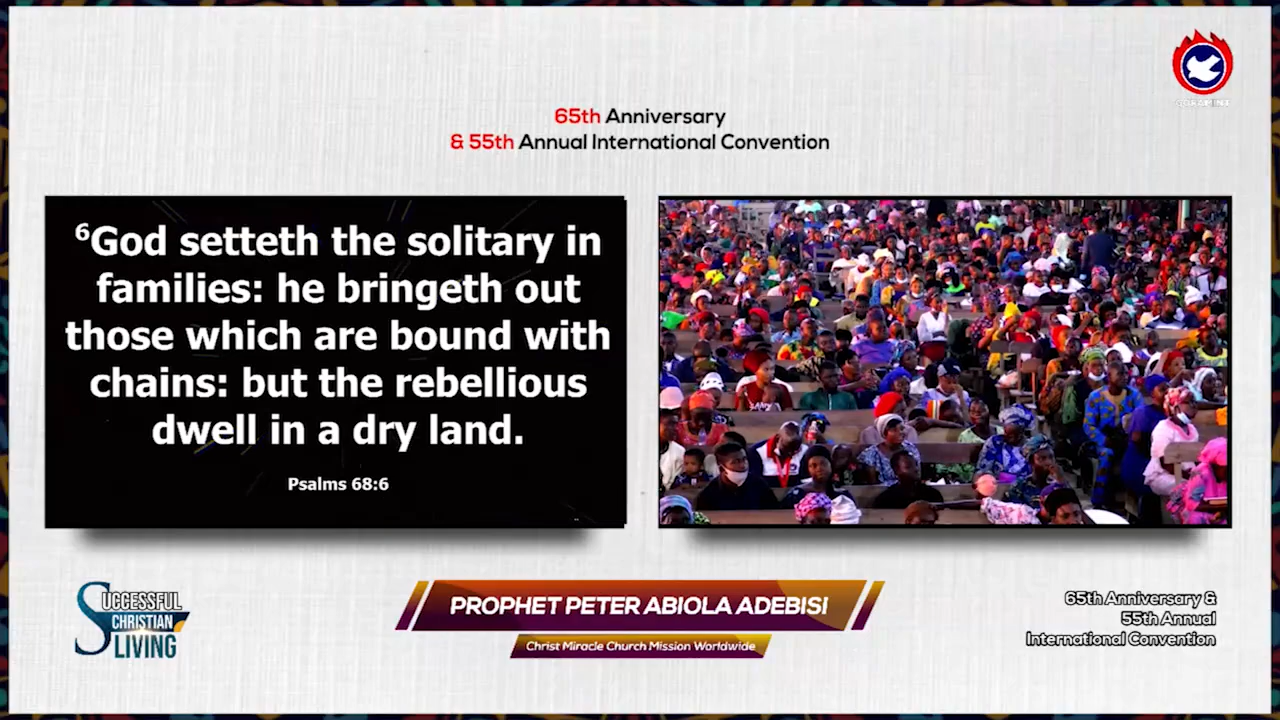 65th Anniversary
& 55th Annual International Convention
6God setteth the solitary in
families: he bringeth out
those which are bound with
chains: but the rebellious
dwell in a dry land.
Psalms 68:6
SUCCESSFUL
CHRISTIAN
LIVING
PROPHET PETER ABIOLA ADEBISI
Christ Miracle Church Mission Worldwide
65th Anniversary &
55th Annual
International Convention